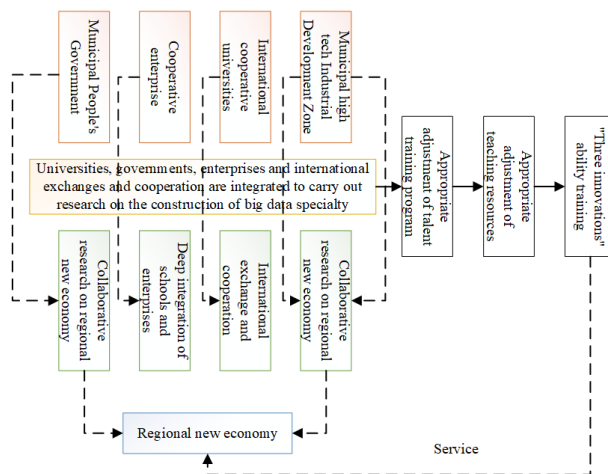 Municipal People's
Government
Cooperative
enterprise
International
cooperative
universities
Municipal high
tech Industrial
Development Zone
Universities, governments, enterprises and international
exchanges and cooperation are integrated to carry out
research on the construction of big data specialty
Appropriate
adjustment of talent
training program
Appropriate
adjustment of
teaching resources
"Three innovations"
ability training
Collaborative
research on regional
new economy
Deep integration of
schools and
enterprises
International
exchange and
cooperation
Collaborative
research on regional
new economy
Regional new economy
Service